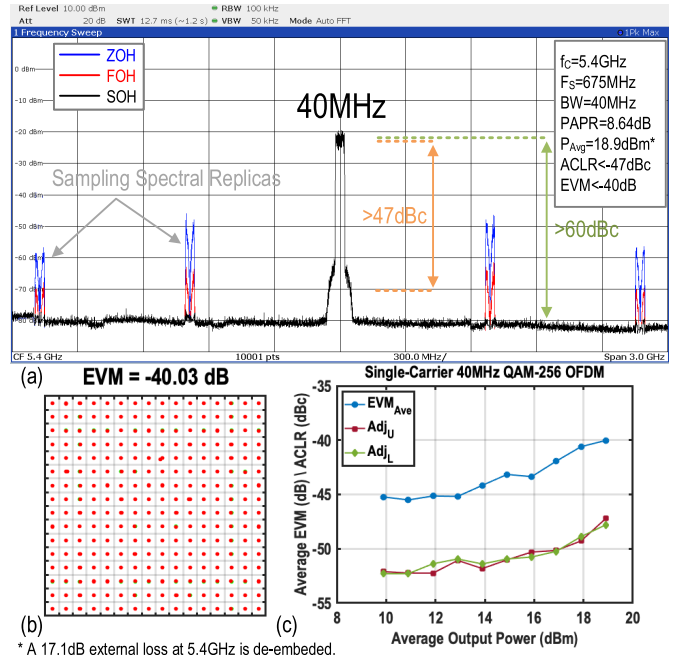 Ref Level 10.00 dBm RBW 100 kHz
Att 20 dB SWT 12.7 ms (~1.2 s) VBW 50 kHz Mode Auto FFT
1 Frequency Sweep 1Pk Max
ZOH
FOH
SOH
0 dBm
-10 dBm
-20 dBm
-30 dBm
-40 dBm
-50 dBm
-60 dBm
-70 dBm
-80 dBm
40MHz
Sampling Spectral Replicas
>47dBc
>60dBc
fC=5.4GHz
FS=675MHz
BW=40MHz
PAPR=8.64dB
PAvg=18.9dBm*
ACLR<-47dBc
EVM<-40dB
CF 5.4 GHz 10001 pts 300.0 MHz/ Span 3.0 GHz
(a)
EVM = -40.03 dB
(b)
Single-Carrier 40MHz QAM-256 OFDM
EVMAve
AdjU
AdjL
Average EVM (dB) \ ACLR (dBc)
-35
-40
-45
-50
-55
8 10 12 14 16 18 20
Average Output Power (dBm)
(c)
* A 17.1dB external loss at 5.4GHz is de-embeded.